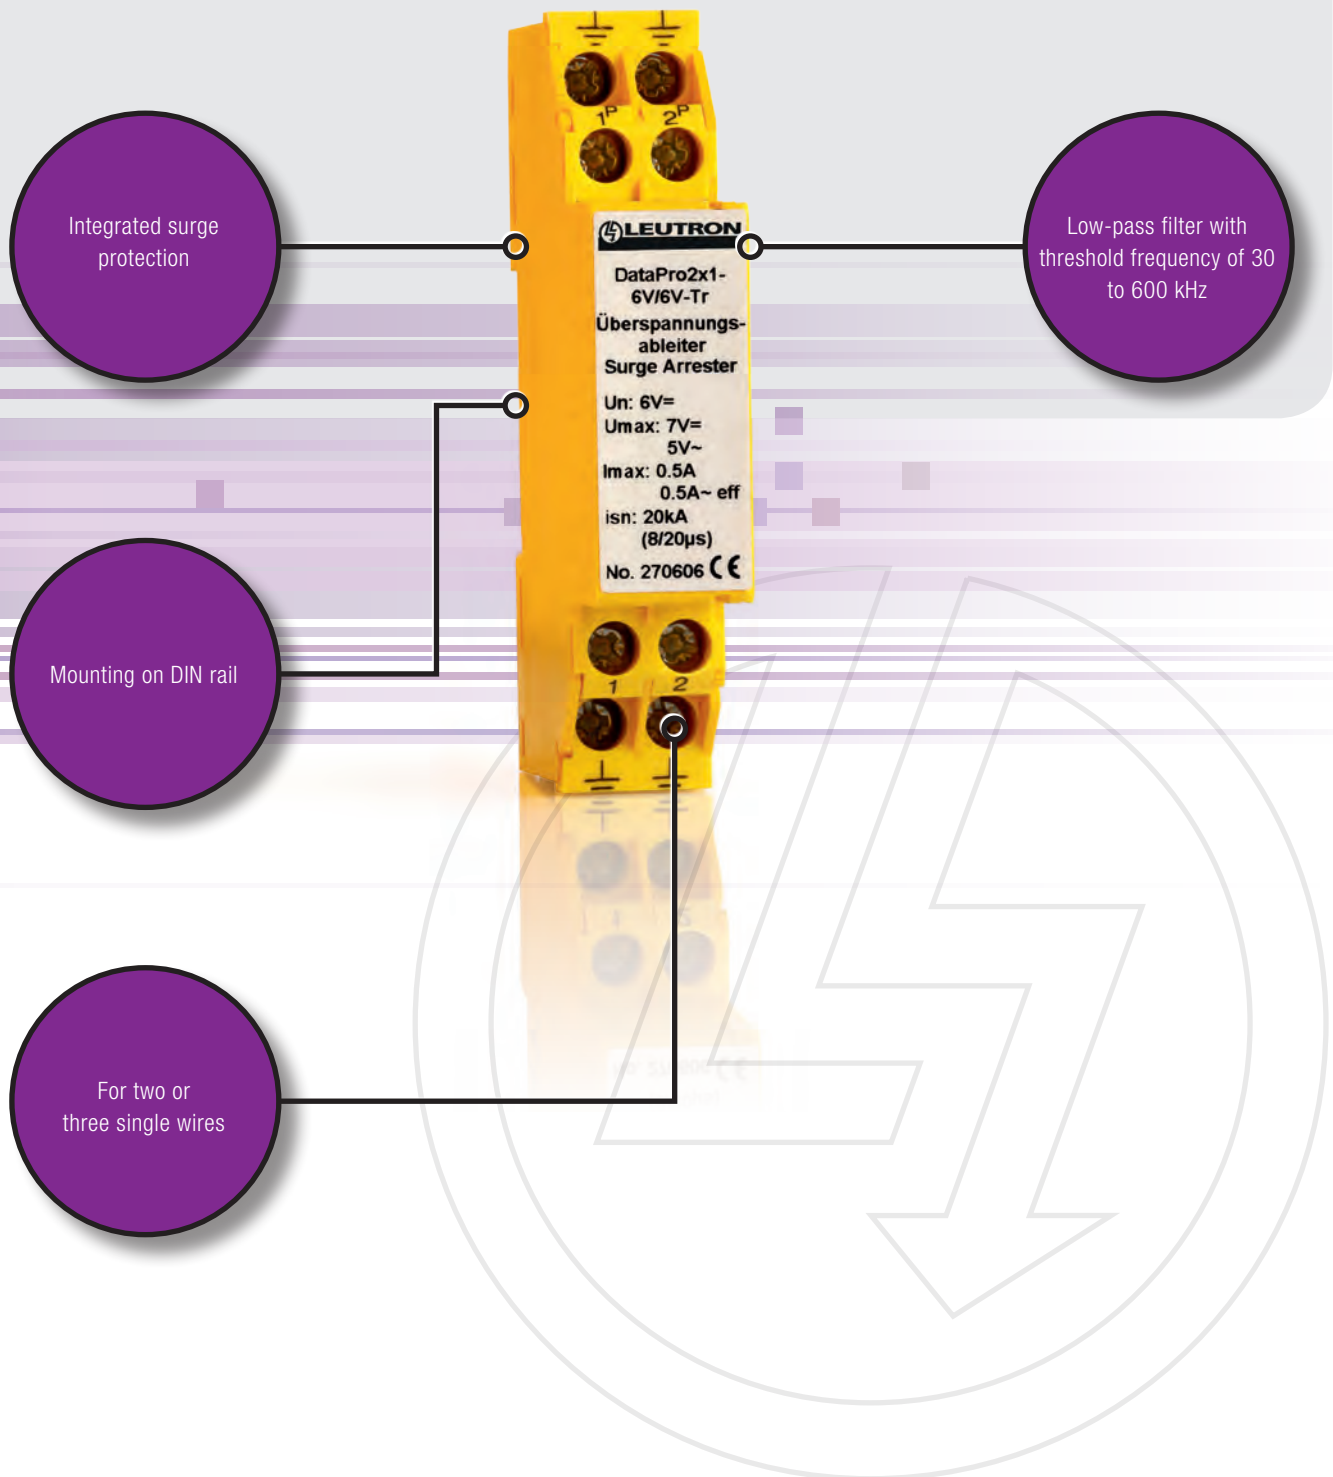 1P 2P
LEUTRON
DataPro2x1-
6V/6V-Tr
Überspannungs-
ableiter
Surge Arrester
Un: 6V=
Umax: 7V=
5V~
Imax: 0.5A
0.5A~ eff
isn: 20kA
(8/20µs)
No. 270606 CE
1 2
Integrated surge
protection
Low-pass filter with
threshold frequency of 30
to 600 kHz
Mounting on DIN rail
For two or
three single wires